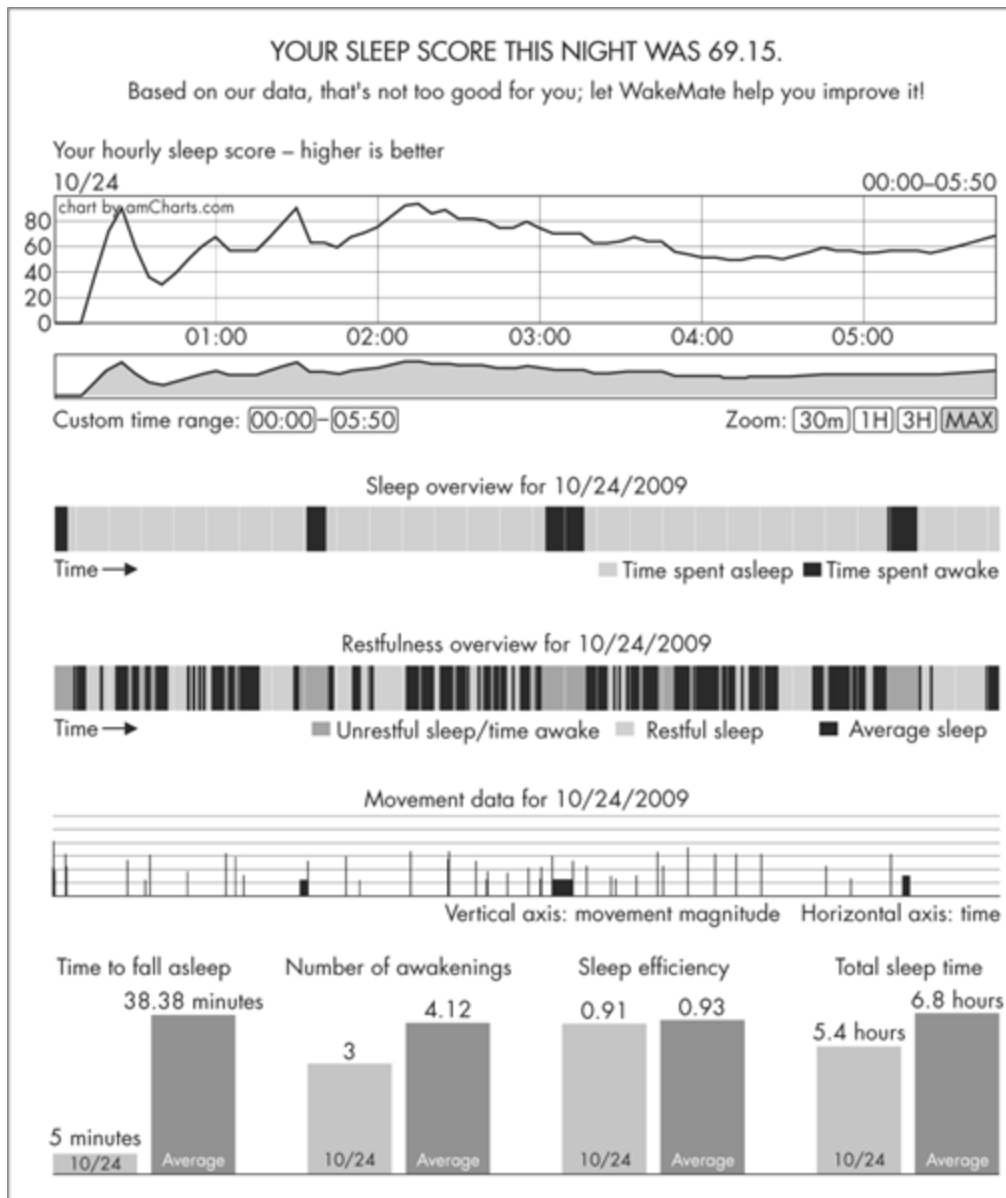 YOUR SLEEP SCORE THIS NIGHT WAS 69.15.
Based on our data, that's not too good for you; let WakeMate help you improve it!
Your hourly sleep score – higher is better
10/24 00:00–05:50
chart by amCharts.com
80
60
40
20
0
01:00 02:00 03:00 04:00 05:00
Custom time range: 00:00–05:50 Zoom: 30m 1H 3H MAX
Sleep overview for 10/24/2009
Time Time spent asleep Time spent awake
Restfulness overview for 10/24/2009
Time Unrestful sleep/time awake Restful sleep Average sleep
Movement data for 10/24/2009
Vertical axis: movement magnitude Horizontal axis: time
Time to fall asleep Number of awakenings Sleep efficiency Total sleep time
38.38 minutes 4.12 0.91 0.93 6.8 hours
3 5.4 hours
5 minutes
10/24 Average 10/24 Average 10/24 Average 10/24 Average